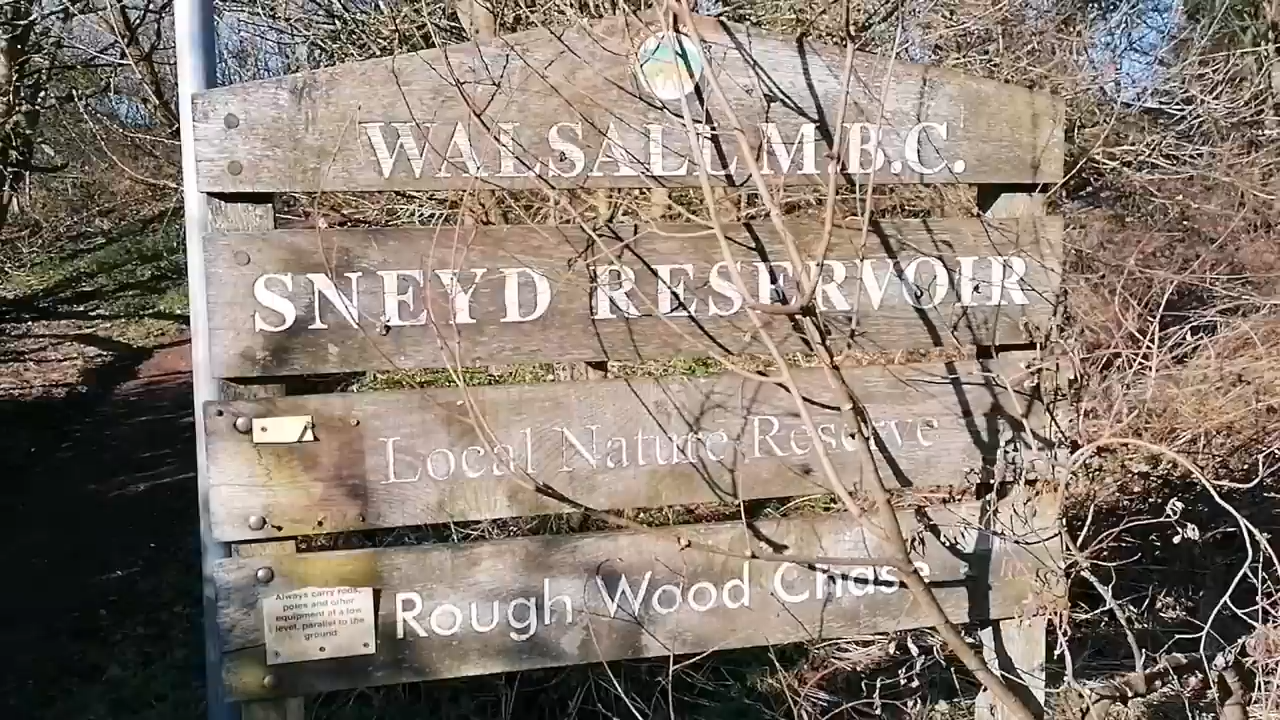 WALSALL M.B.C.
SNEYD RESERVOIR
Local Nature Reserve
Rough Wood Chase
Always carry rods,
poles and other
equipment at a low
level, parallel to the
ground